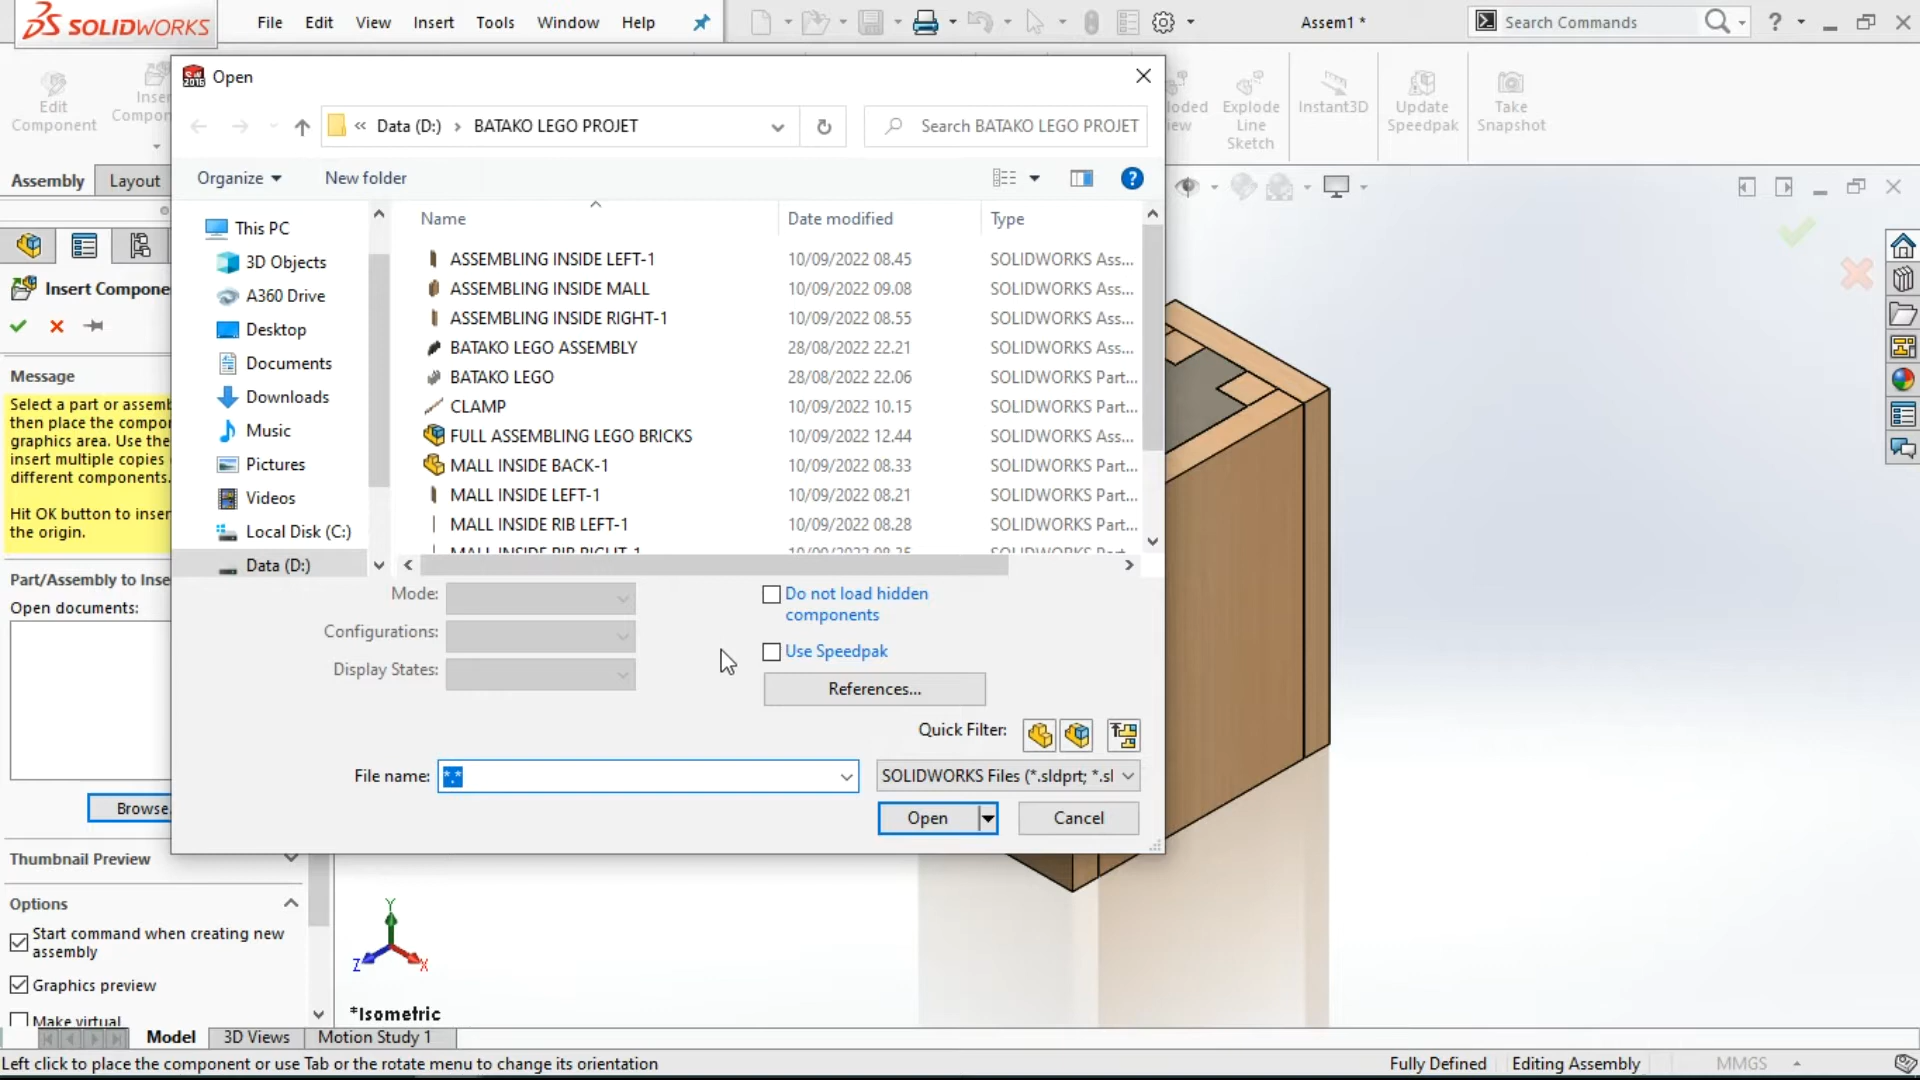 SOLIDWORKS
File Edit View Insert Tools Window Help
Assem1 *
Search Commands
?
Edit
Component
Inser
Compon
loded
iew
Explode
Line
Sketch
Instant3D
Update
Speedpak
Take
Snapshot
Assembly
Layout
Insert Compone
Message
Select a part or assemb
then place the compor
graphics area. Use the
insert multiple copies
different components.
Hit OK button to inser
the origin.
Part/Assembly to Inse
Open documents:
Browse.
Thumbnail Preview
Options
Start command when creating new
assembly
Graphics preview
Make virtual
Open
« Data (D:) › BATAKO LEGO PROJET
Search BATAKO LEGO PROJET
Organize
New folder
This PC
3D Objects
A360 Drive
Desktop
Documents
Downloads
Music
Pictures
Videos
Local Disk (C:)
Data (D:)
Name Date modified Type
ASSEMBLING INSIDE LEFT-1 10/09/2022 08.45 SOLIDWORKS Ass...
ASSEMBLING INSIDE MALL 10/09/2022 09.08 SOLIDWORKS Ass...
ASSEMBLING INSIDE RIGHT-1 10/09/2022 08.55 SOLIDWORKS Ass...
BATAKO LEGO ASSEMBLY 28/08/2022 22.21 SOLIDWORKS Ass...
BATAKO LEGO 28/08/2022 22.06 SOLIDWORKS Part...
CLAMP 10/09/2022 10.15 SOLIDWORKS Part...
FULL ASSEMBLING LEGO BRICKS 10/09/2022 12.44 SOLIDWORKS Ass...
MALL INSIDE BACK-1 10/09/2022 08.33 SOLIDWORKS Part...
MALL INSIDE LEFT-1 10/09/2022 08.21 SOLIDWORKS Part...
MALL INSIDE RIB LEFT-1 10/09/2022 08.28 SOLIDWORKS Part...
MALL INSIDE RIB RIGHT-1
Mode:
Configurations:
Display States:
Do not load hidden
components
Use Speedpak
References...
Quick Filter:
File name: *.*
SOLIDWORKS Files (*.sldprt; *.sl
Open
Cancel
Y
Z
X
*Isometric
Model 3D Views Motion Study 1
Left click to place the component or use Tab or the rotate menu to change its orientation
Fully Defined
Editing Assembly
MMGS